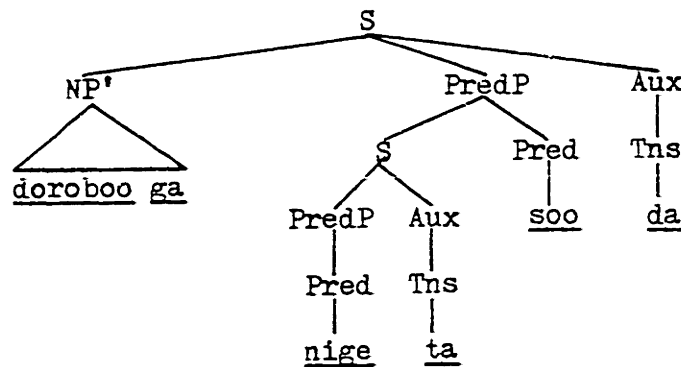 S
NP' PredP Aux
S Pred Tns
doroboo ga
PredP Aux soo da
Pred Tns
nige ta